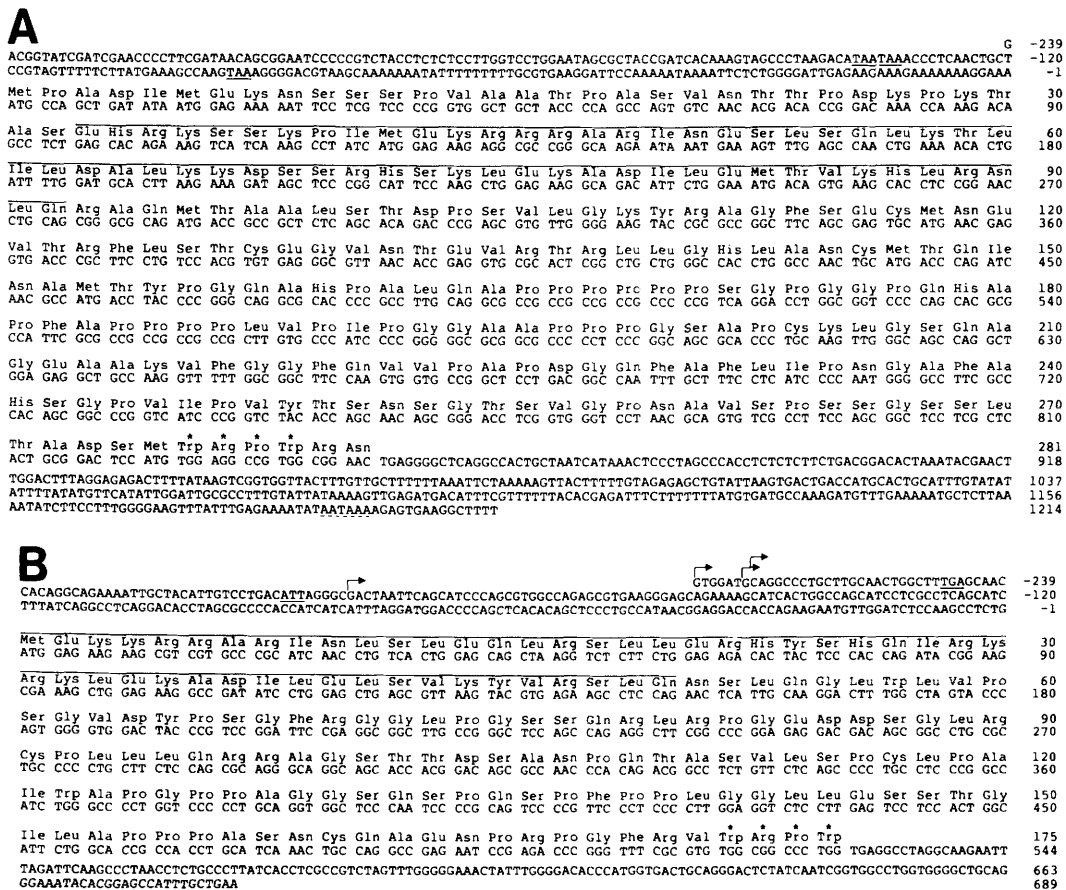 A
G -239
ACGGTATCGATCGAACCCCTTCGATAACAGCGGAATCCCCCGTCTACCTCTCTCCTTGGTCCTGGAATAGCGCTACCGATCACAAAGTAGCCCTAAGACATAATAAACCCTCAACTGCT -120
CCGTAGTTTTTCTTATGAAAGCCAAGTAAAGGGGACGTAAGCAAAAAAATATTTTTTTTTGCGTGAAGGATTCCAAAAATAAAATTCTCTGGGGATTGAGAAGAAAGAAAAAAAGGAAA -1
Met Pro Ala Asp Ile Met Glu Lys Asn Ser Ser Ser Pro Val Ala Ala Thr Pro Ala Ser Val Asn Thr Thr Pro Asp Lys Pro Lys Thr 30
ATG CCA GCT GAT ATA ATG GAG AAA AAT TCC TCG TCC CCG GTG GCT GCT ACC CCA GCC AGT GTC AAC ACG ACA CCG GAC AAA CCA AAG ACA 90
Ala Ser Glu His Arg Lys Ser Ser Lys Pro Ile Met Glu Lys Arg Arg Arg Ala Arg Ile Asn Glu Ser Leu Ser Gln Leu Lys Thr Leu 60
GCC TCT GAG CAC AGA AAG TCA TCA AAG CCT ATC ATG GAG AAG AGG CGC CGG GCA AGA ATA AAT GAA AGT TTG AGC CAA CTG AAA ACA CTG 180
Ile Leu Asp Ala Leu Lys Lys Asp Ser Ser Arg His Ser Lys Leu Glu Lys Ala Asp Ile Leu Glu Met Thr Val Lys His Leu Arg Asn 90
ATT TTG GAT GCA CTT AAG AAA GAT AGC TCC CGG CAT TCC AAG CTG GAG AAG GCA GAC ATT CTG GAA ATG ACA GTG AAG CAC CTC CGG AAC 270
Leu Gln Arg Ala Gln Met Thr Ala Ala Leu Ser Thr Asp Pro Ser Val Leu Gly Lys Tyr Arg Ala Gly Phe Ser Glu Cys Met Asn Glu 120
CTG CAG CGG GCG CAG ATG ACC GCC GCT CTC AGC ACA GAC CCG AGC GTG TTG GGG AAG TAC CGC GCC GGC TTC AGC GAG TGC ATG AAC GAG 360
Val Thr Arg Phe Leu Ser Thr Cys Glu Gly Val Asn Thr Glu Val Arg Thr Arg Leu Leu Gly His Leu Ala Asn Cys Met Thr Gln Ile 150
GTG ACC CGC TTC CTG TCC ACG TGT GAG GGC GTT AAC ACC GAG GTG CGC ACT CGG CTG CTG GGC CAC CTG GCC AAC TGC ATG ACC CAG ATC 450
Asn Ala Met Thr Tyr Pro Gly Gln Ala His Pro Ala Leu Gln Ala Pro Pro Pro Pro Pro Pro Ser Gly Pro Gly Gly Pro Gln His Ala 180
AAC GCC ATG ACC TAC CCC GGG CAG GCG CAC CCC GCC TTG CAG GCG CCG CCG CCG CCG CCC CCG TCA GGA CCT GGC GGT CCC CAG CAC GCG 540
Pro Phe Ala Pro Pro Pro Pro Leu Val Pro Ile Pro Gly Gly Ala Ala Pro Pro Pro Gly Ser Ala Pro Cys Lys Leu Gly Ser Gln Ala 210
CCA TTC GCG CCG CCG CCG CCG CTT GTG CCC ATC CCC GGG GGC GCG GCG CCC CCT CCC GGC AGC GCA CCC TGC AAG TTG GGC AGC CAG GCT 630
Gly Glu Ala Ala Lys Val Phe Gly Gly Phe Gln Val Val Pro Ala Pro Asp Gly Gln Phe Ala Phe Leu Ile Pro Asn Gly Ala Phe Ala 240
GGA GAG GCT GCC AAG GTT TTT GGC GGC TTC CAA GTG GTG CCG GCT CCT GAC GGC CAA TTT GCT TTC CTC ATC CCC AAT GGG GCC TTC GCC 720
His Ser Gly Pro Val Ile Pro Val Tyr Thr Ser Asn Ser Gly Thr Ser Val Gly Pro Asn Ala Val Ser Pro Ser Ser Gly Ser Ser Leu 270
CAC AGC GGC CCG GTC ATC CCG GTC TAC ACC AGC AAC AGC GGG ACC TCG GTG GGT CCT AAC GCA GTG TCG CCT TCC AGC GGC TCC TCG CTC 810
* * * *
Thr Ala Asp Ser Met Trp Arg Pro Trp Arg Asn 281
ACT GCG GAC TCC ATG TGG AGG CCG TGG CGG AAC TGAGGGGCTCAGGCCACTGCTAATCATAAACTCCCTAGCCCACCTCTCTCTTCTGACGGACACTAAATACGAACT 918
TGGACTTTAGGAGAGACTTTTATAAGTCGGTGGTTACTTTGTTGCTTTTTTAAATTCTAAAAAGTTACTTTTTGTAGAGAGCTGTATTAAGTGACTGACCATGCACTGCATTTGTATAT 1037
ATTTTATATGTTCATATTGGATTGCGCCTTTGTATTATAAAAGTTGAGATGACATTTCGTTTTTTACACGAGATTTCTTTTTTTATGTGATGCCAAAGATGTTTGAAAAATGCTCTTAA 1156
AATATCTTCCTTTGGGGAAGTTTATTTGAGAAAATATAATAAAAGAGTGAAGGCTTTT 1214
B
GTGGATGCAGGCCCTGCTTGCAACTGGCTTTGAGCAAC -239
CACAGGCAGAAAATTGCTACATTGTCCTGACATTAGGGCGACTAATTCAGCATCCCAGCGTGGCCAGAGCGTGAAGGGAGCAGAAAAGCATCACTGGCCAGCATCCTCGCCTCAGCATC -120
TTTATCAGGCCTCAGGACACCTAGCGCCCCACCATCATCATTTAGGATGGACCCCAGCTCACACAGCTCCCTGCCATAACGGAGGACCACCAGAAGAATGTTGGATCTCCAAGCCTCTG -1
Met Glu Lys Lys Arg Arg Ala Arg Ile Asn Leu Ser Leu Glu Gln Leu Arg Ser Leu Leu Glu Arg His Tyr Ser His Gln Ile Arg Lys 30
ATG GAG AAG AAG CGT CGT GCC CGC ATC AAC CTG TCA CTG GAG CAG CTA AGG TCT CTT CTG GAG AGA CAC TAC TCC CAC CAG ATA CGG AAG 90
Arg Lys Leu Glu Lys Ala Asp Ile Leu Glu Leu Ser Val Lys Tyr Val Arg Ser Leu Gln Asn Ser Leu Gln Gly Leu Trp Leu Val Pro 60
CGA AAG CTG GAG AAG GCC GAT ATC CTG GAG CTG AGC GTT AAG TAC GTG AGA AGC CTC CAG AAC TCA TTG CAA GGA CTT TGG CTA GTA CCC 180
Ser Gly Val Asp Tyr Pro Ser Gly Phe Arg Gly Gly Leu Pro Gly Ser Ser Gln Arg Leu Arg Pro Gly Glu Asp Asp Ser Gly Leu Arg 90
AGT GGG GTG GAC TAC CCG TCC GGA TTC CGA GGC GGC TTG CCG GGC TCC AGC CAG AGG CTT CGG CCC GGA GAG GAC GAC AGC GGC CTG CGC 270
Cys Pro Leu Leu Leu Gln Arg Arg Ala Gly Ser Thr Thr Asp Ser Ala Asn Pro Gln Thr Ala Ser Val Leu Ser Pro Cys Leu Pro Ala 120
TGC CCC CTG CTT CTC CAG CGC AGG GCA GGC AGC ACC ACG GAC AGC GCC AAC CCA CAG ACG GCC TCT GTT CTC AGC CCC TGC CTC CCG GCC 360
Ile Trp Ala Pro Gly Pro Pro Ala Gly Gly Ser Gln Ser Pro Gln Ser Pro Phe Pro Pro Leu Gly Gly Leu Leu Glu Ser Ser Thr Gly 150
ATC TGG GCC CCT GGT CCC CCT GCA GGT GGC TCC CAA TCC CCG CAG TCC CCG TTC CCT CCC CTT GGA GGT CTC CTT GAG TCC TCC ACT GGC 450
* * * *
Ile Leu Ala Pro Pro Pro Ala Ser Asn Cys Gln Ala Glu Asn Pro Arg Pro Gly Phe Arg Val Trp Arg Pro Trp 175
ATT CTG GCA CCG CCA CCT GCA TCA AAC TGC CAG GCC GAG AAT CCG AGA CCC GGG TTT CGC GTG TGG CGG CCC TGG TGAGGCCTAGGCAAGAATT 544
TAGATTCAAGCCCTAACCTCTGCCCTTATCACCTCGCCGTCTAGTTTGGGGGAAACTATTTGGGGACACCCATGGTGACTGCAGGGACTCTATCAATCGGTGGCCTGGTGGGGCTGCAG 663
GGAAATACACGGAGCCATTTGCTGAA 689